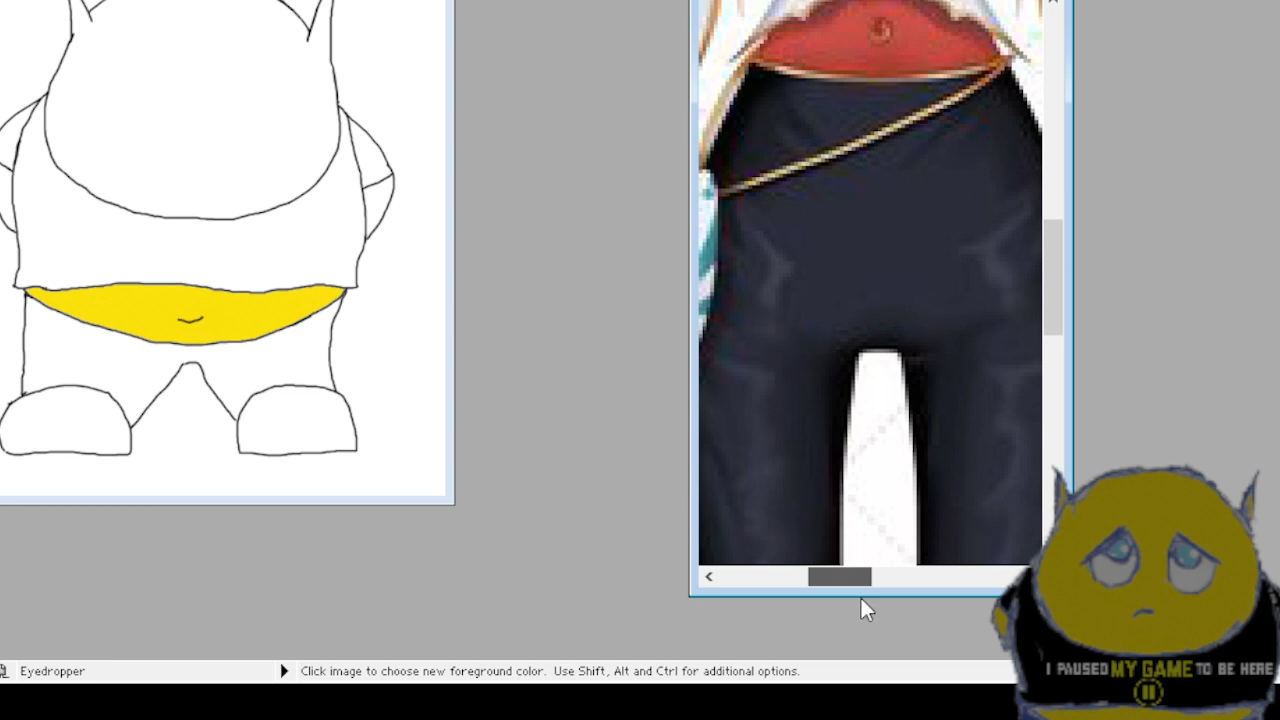 I PAUSED MY GAME TO BE HERE
Eyedropper
Click image to choose new foreground color. Use Shift, Alt and Ctrl for additional options.